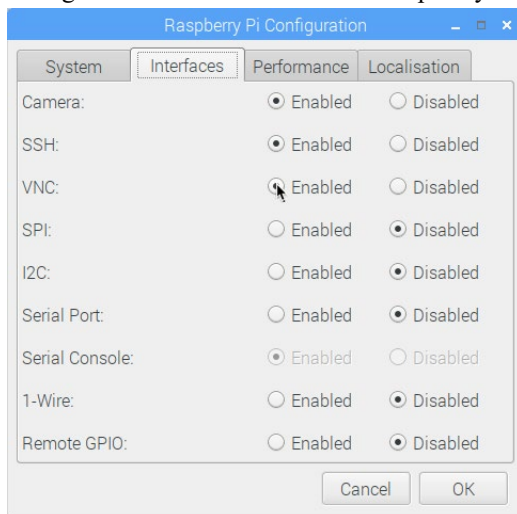 Raspberry Pi Configuration
System Interfaces Performance Localisation
Camera: Enabled Disabled
SSH: Enabled Disabled
VNC: Enabled Disabled
SPI: Enabled Disabled
I2C: Enabled Disabled
Serial Port: Enabled Disabled
Serial Console: Enabled Disabled
1-Wire: Enabled Disabled
Remote GPIO: Enabled Disabled
Cancel OK